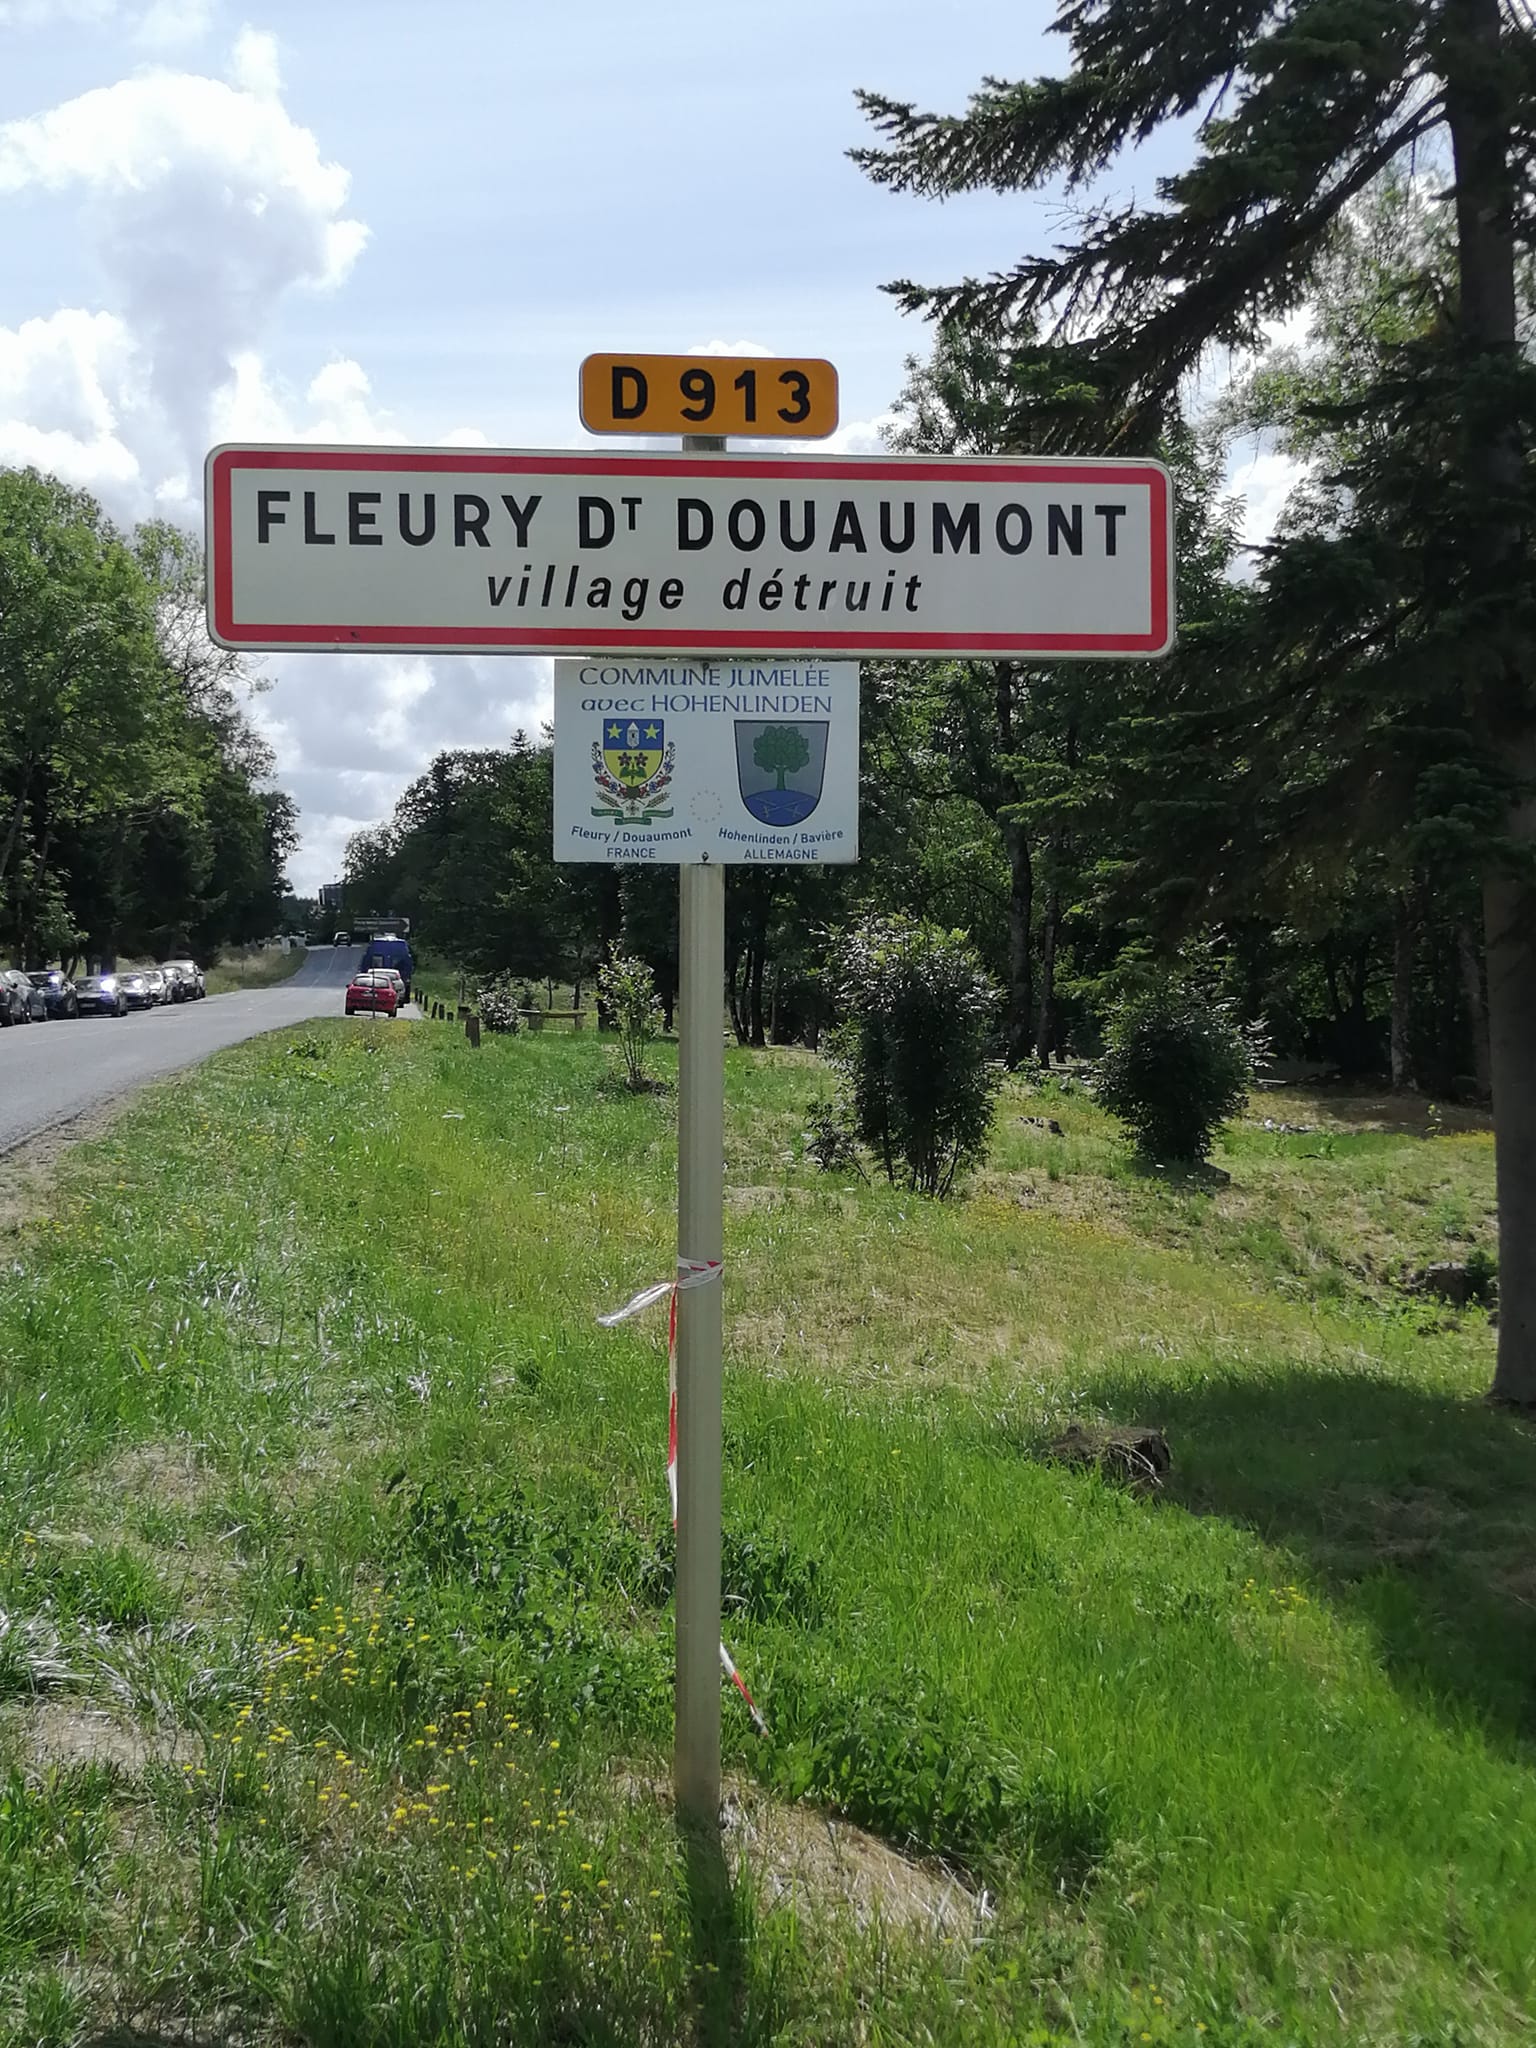 D 913
FLEURY DT DOUAUMONT
village détruit
COMMUNE JUMELÉE
avec HOHENLINDEN
Fleury / Douaumont
FRANCE
Hohenlinden / Bavière
ALLEMAGNE